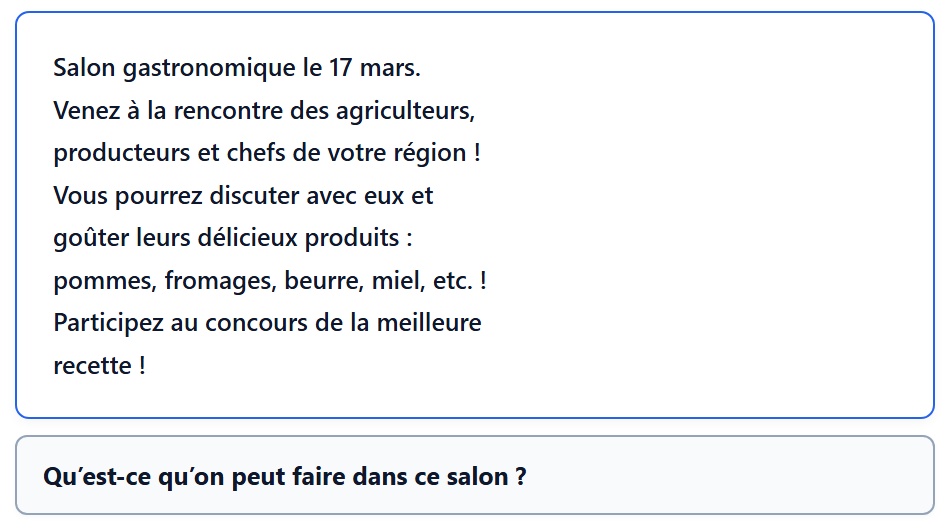 Salon gastronomique le 17 mars.
Venez à la rencontre des agriculteurs,
producteurs et chefs de votre région !
Vous pourrez discuter avec eux et
goûter leurs délicieux produits :
pommes, fromages, beurre, miel, etc. !
Participez au concours de la meilleure
recette !
Qu’est-ce qu’on peut faire dans ce salon ?